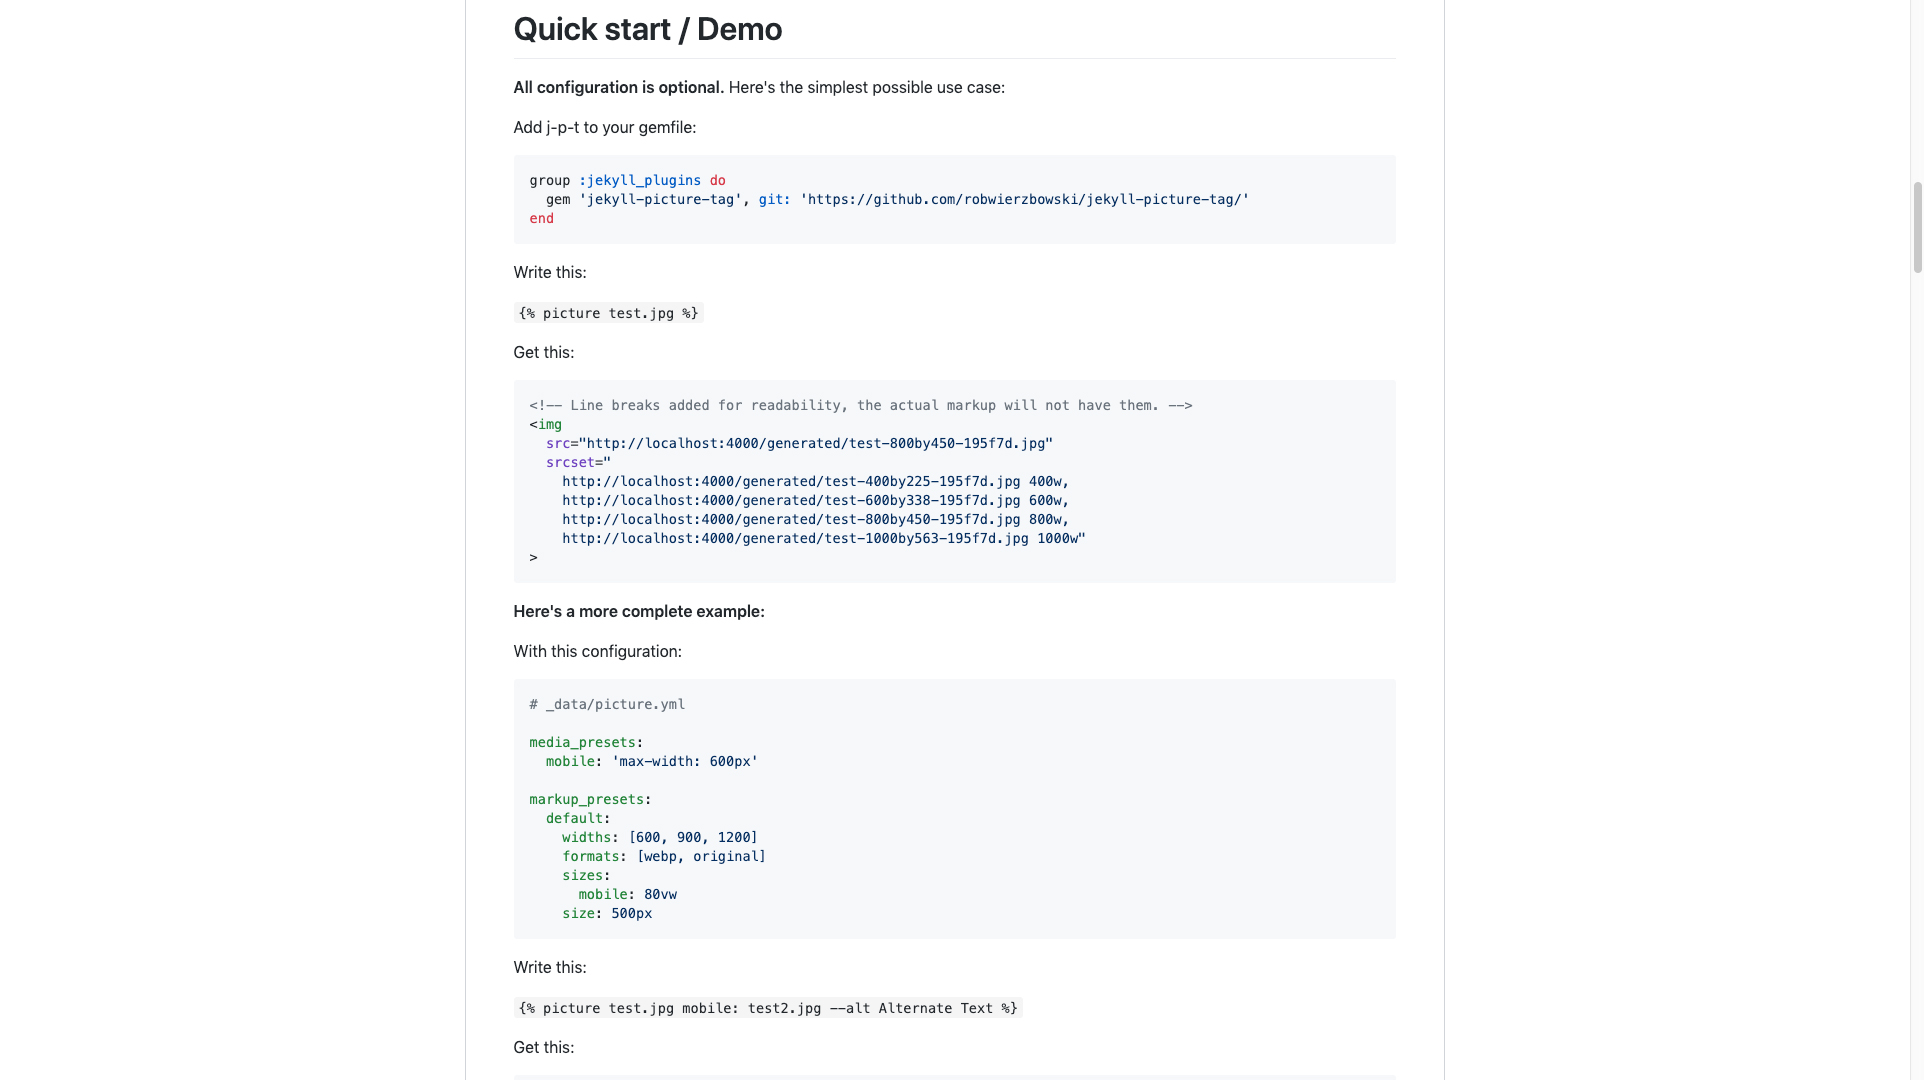 Quick start / Demo
All configuration is optional. Here's the simplest possible use case:
Add j-p-t to your gemfile:
group :jekyll_plugins do
  gem 'jekyll-picture-tag', git: 'https://github.com/robwierzbowski/jekyll-picture-tag/'
end
Write this:
{% picture test.jpg %}
Get this:
<!-- Line breaks added for readability, the actual markup will not have them. -->
<img
  src="http://localhost:4000/generated/test-800by450-195f7d.jpg"
  srcset="
    http://localhost:4000/generated/test-400by225-195f7d.jpg 400w,
    http://localhost:4000/generated/test-600by338-195f7d.jpg 600w,
    http://localhost:4000/generated/test-800by450-195f7d.jpg 800w,
    http://localhost:4000/generated/test-1000by563-195f7d.jpg 1000w"
>
Here's a more complete example:
With this configuration:
# _data/picture.yml
media_presets:
  mobile: 'max-width: 600px'
markup_presets:
  default:
    widths: [600, 900, 1200]
    formats: [webp, original]
    sizes:
      mobile: 80vw
    size: 500px
Write this:
{% picture test.jpg mobile: test2.jpg --alt Alternate Text %}
Get this: